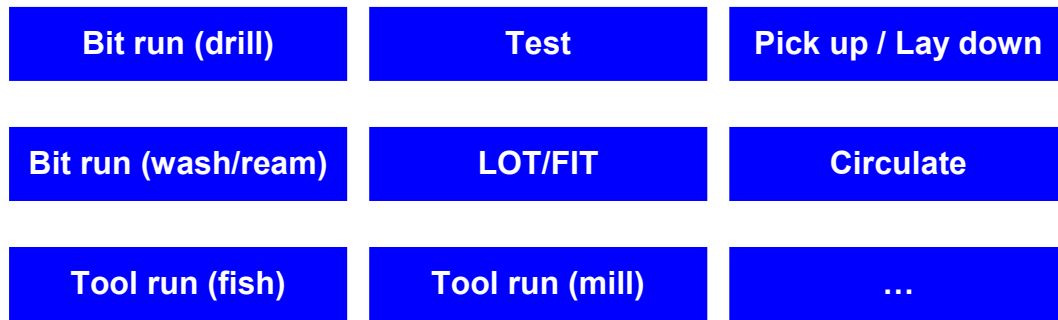 Bit run (drill)
Test
Pick up / Lay down
Bit run (wash/ream)
LOT/FIT
Circulate
Tool run (fish)
Tool run (mill)
…